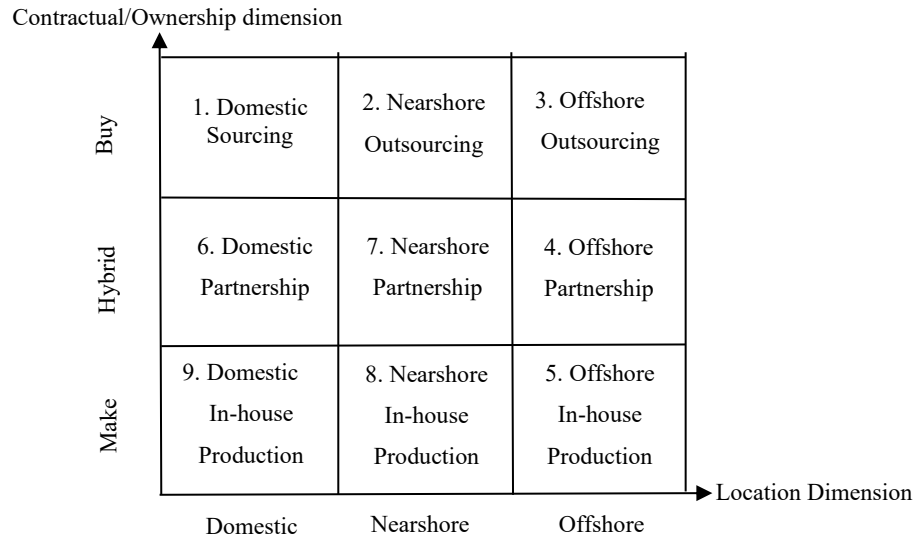 Contractual/Ownership dimension
Buy
1. Domestic
Sourcing
2. Nearshore
Outsourcing
3. Offshore
Outsourcing
Hybrid
6. Domestic
Partnership
7. Nearshore
Partnership
4. Offshore
Partnership
Make
9. Domestic
In-house
Production
8. Nearshore
In-house
Production
5. Offshore
In-house
Production
Location Dimension
Domestic
Nearshore
Offshore